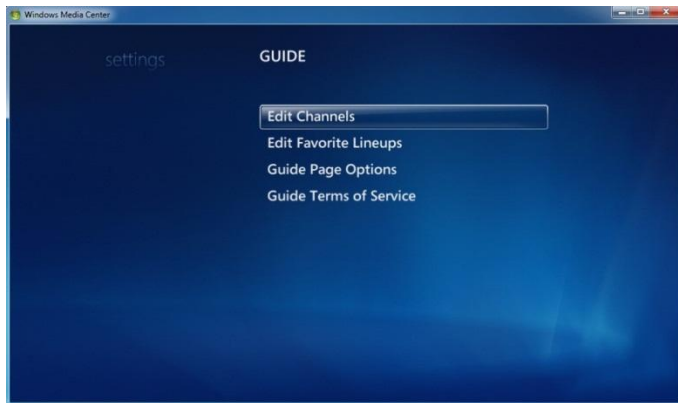 Windows Media Center
settings
GUIDE
Edit Channels
Edit Favorite Lineups
Guide Page Options
Guide Terms of Service